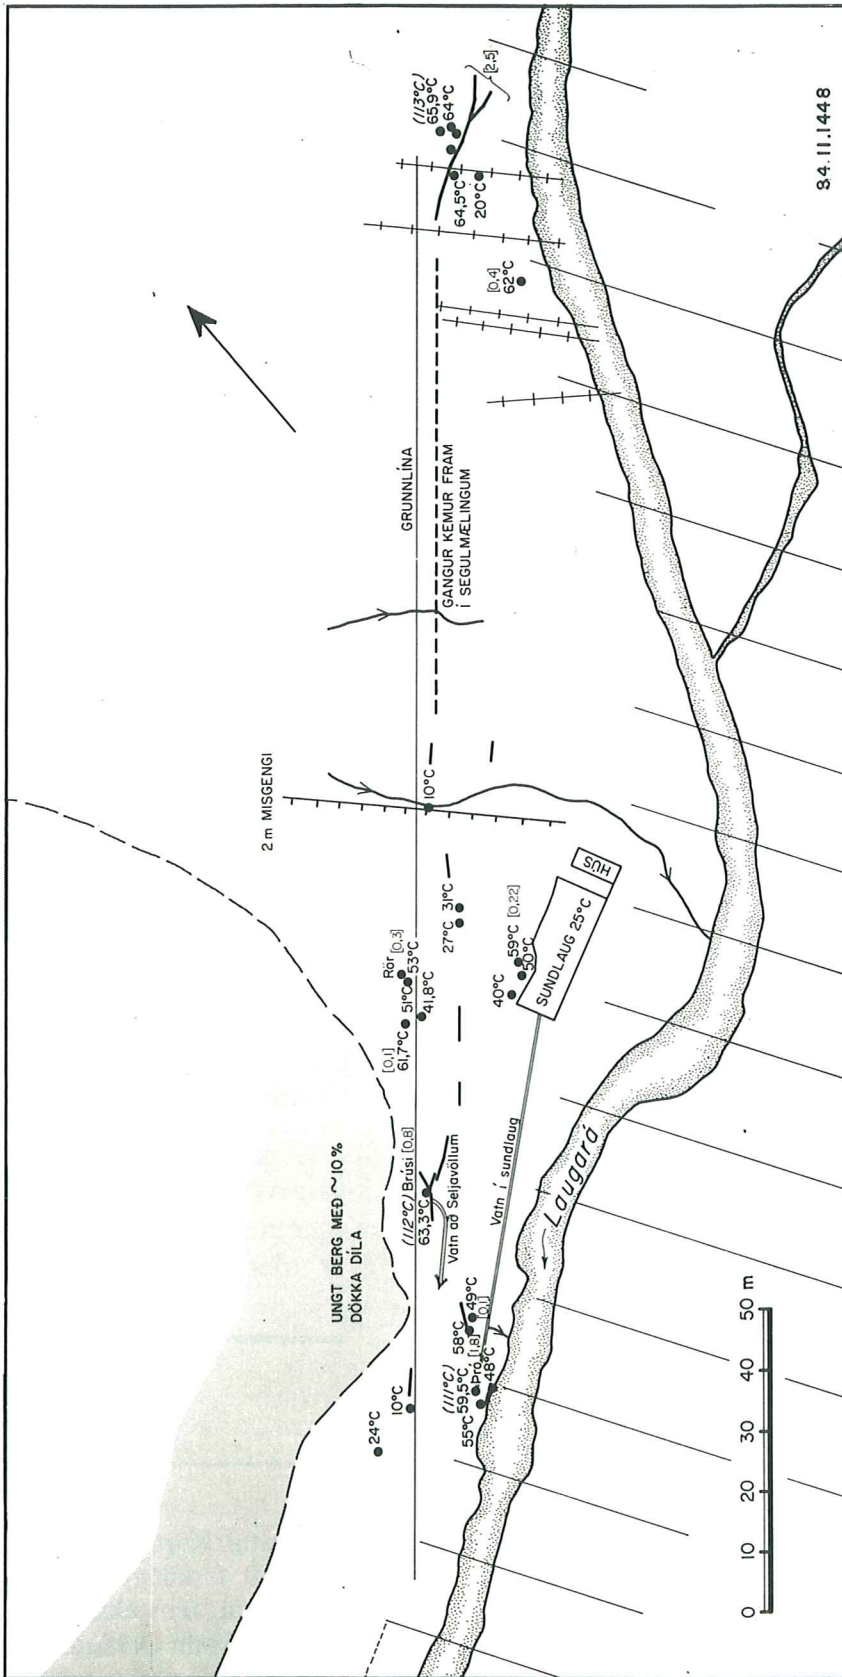 84.11.1448
(113°C)
65,9°C
64°C
[2,5]
64,5°C
20°C
[0,4]
62°C
GRUNNLÍNA
GANGUR KEMUR FRAM
Í SEGULMÆLINGUM
2 m MISGENGI
10°C
31°C
27°C
Rör [0,3]
53°C
51°C
41,8°C
[0,1]
61,7°C
59°C [0,22]
50°C
40°C
HÚS
SUNDLAUG 25°C
UNGT BERG MEÐ ~10%
DÖKKA DÍLA
(112°C) Brúsi [0,8]
63,3°C
Vatn að Seljavöllum
Vatn í sundlaug
Laugará
49°C
[0,1]
58°C
(111°C)
59,5°C Þró [1,8]
48°C
55°C
10°C
24°C
0 10 20 30 40 50 m